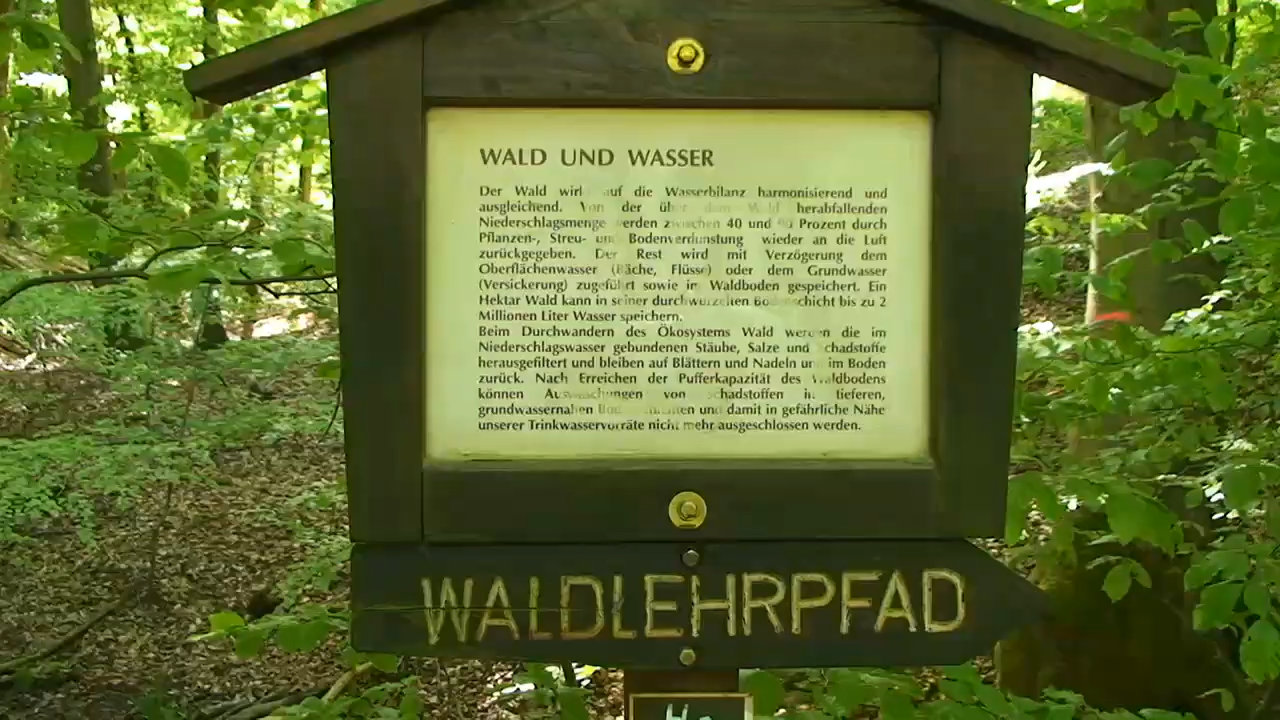 WALD UND WASSER
Der Wald wirkt auf die Wasserbilanz harmonisierend und
ausgleichend. Von der über dem Wald herabfallenden
Niederschlagsmenge werden zwischen 40 und Prozent durch
Pflanzen-, Streu- und Bodenverdunstung wieder an die Luft
zurückgegeben. Der Rest wird mit Verzögerung dem
Oberflächenwasser (Bäche, Flüsse) oder dem Grundwasser
(Versickerung) zugeführt sowie im Waldboden gespeichert. Ein
Hektar Wald kann in seiner durchwurzelten Bodenschicht bis zu 2
Millionen Liter Wasser speichern.
Beim Durchwandern des Ökosystems Wald werden die im
Niederschlagswasser gebundenen Stäube, Salze und Schadstoffe
herausgefiltert und bleiben auf Blättern und Nadeln und im Boden
zurück. Nach Erreichen der Pufferkapazität des Waldbodens
können Auswaschungen von Schadstoffen in tieferen,
grundwassernahen Bodenschichten und damit in gefährliche Nähe
unserer Trinkwasservorräte nicht mehr ausgeschlossen werden.
WALDLEHRPFAD